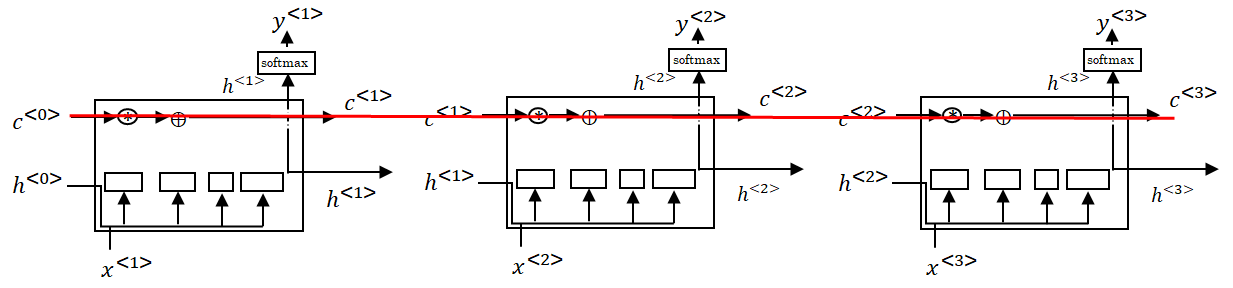 y<1> y<2> y<3>
softmax softmax softmax
h<1> h<2> h<3>
c<0> c<1> c<1> c<2> c<2> c<3>
* * *
h<0> h<1> h<1> h<2> h<2> h<3>
x<1> x<2> x<3>